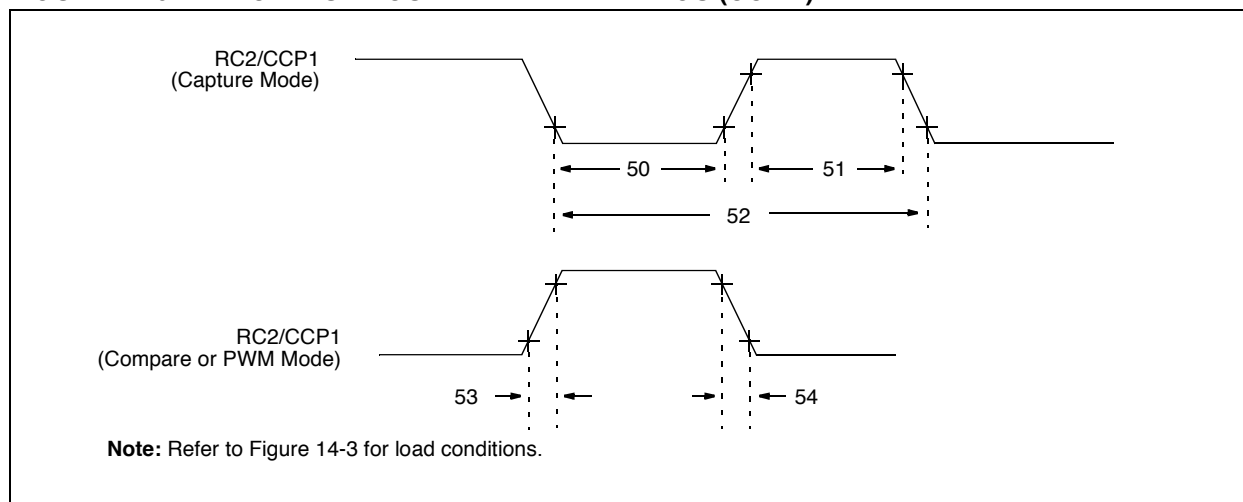 RC2/CCP1
(Capture Mode)
50
51
52
RC2/CCP1
(Compare or PWM Mode)
53
54
Note: Refer to Figure 14-3 for load conditions.